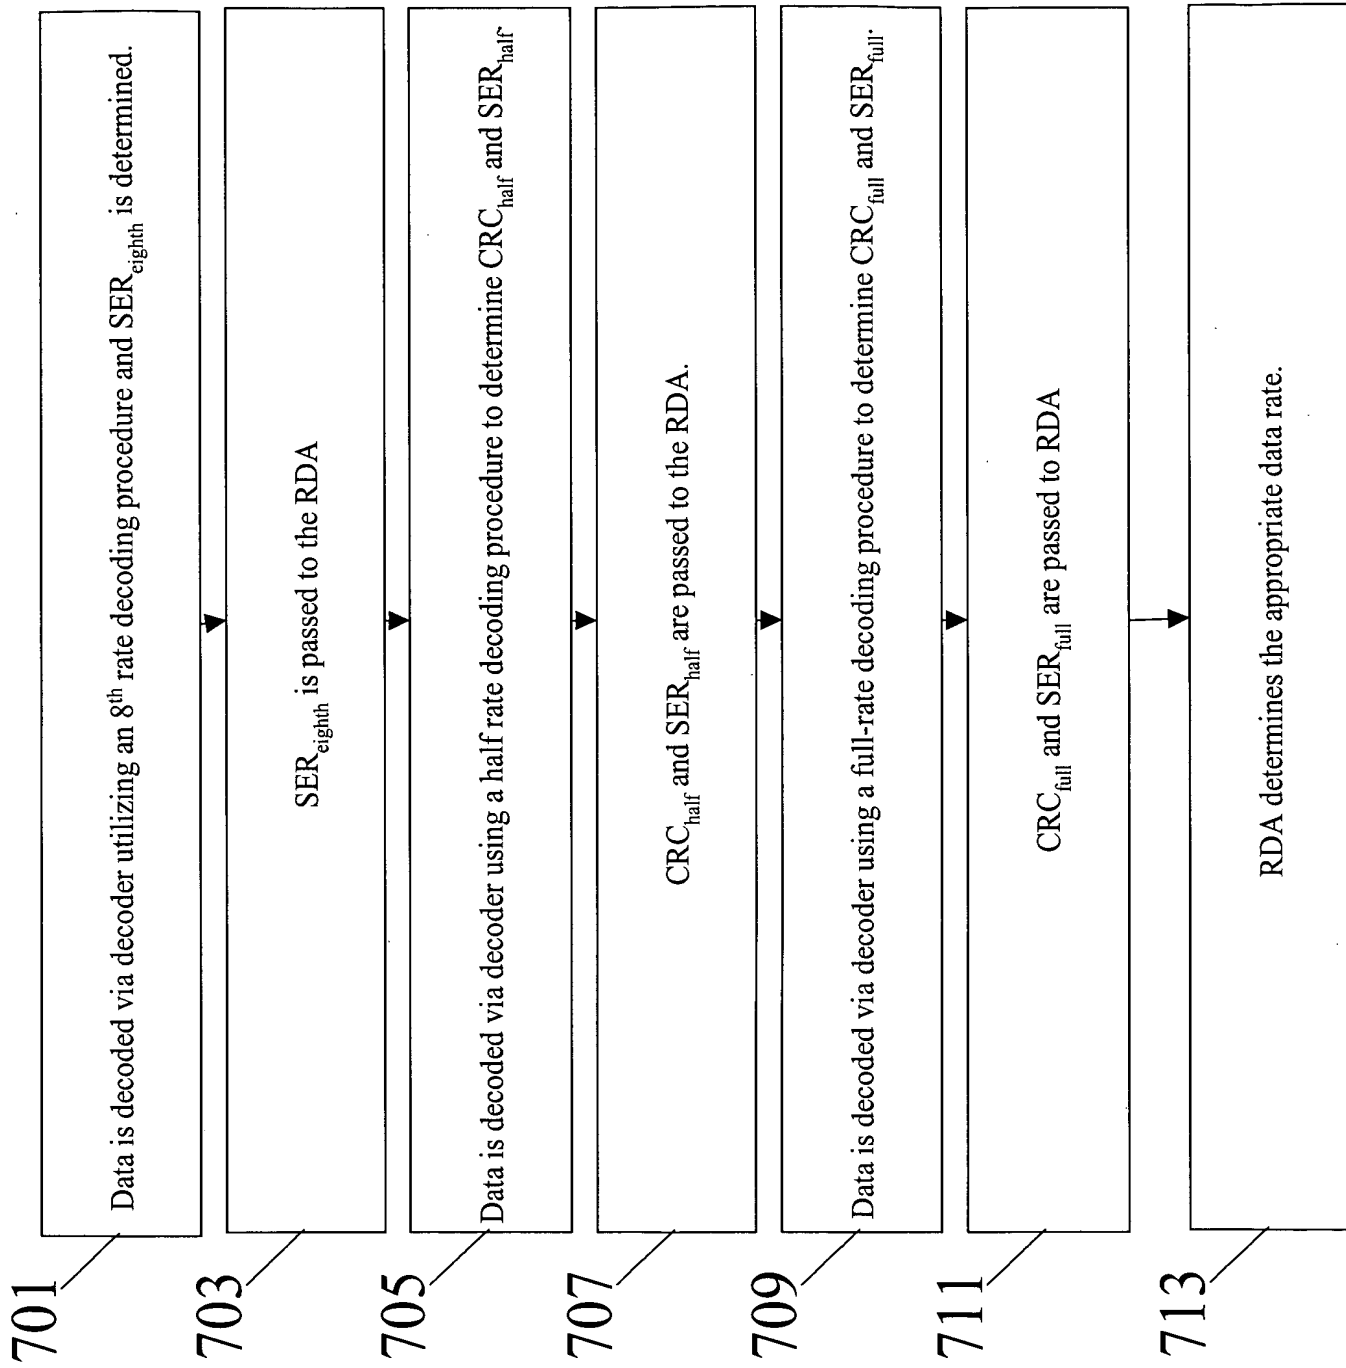 701
Data is decoded via decoder utilizing an 8th rate decoding procedure and SEReighth is determined.
703
SEReighth is passed to the RDA
705
Data is decoded via decoder using a half rate decoding procedure to determine CRChalf and SERhalf.
707
CRChalf and SERhalf are passed to the RDA.
709
Data is decoded via decoder using a full-rate decoding procedure to determine CRCfull and SERfull.
711
CRCfull and SERfull are passed to RDA
713
RDA determines the appropriate data rate.